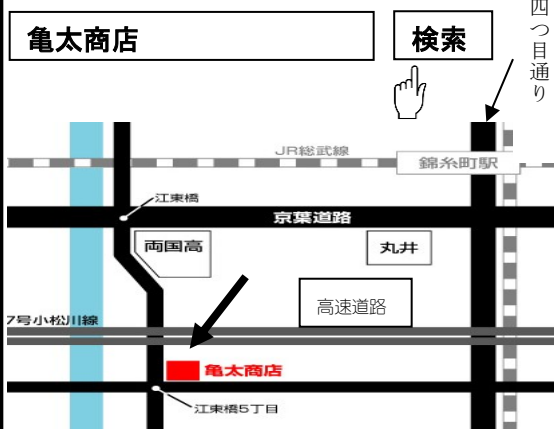 亀太商店
検索
四つ目通り
JR総武線
錦糸町駅
江東橋
京葉道路
両国高
丸井
高速道路
7号小松川線
亀太商店
江東橋5丁目